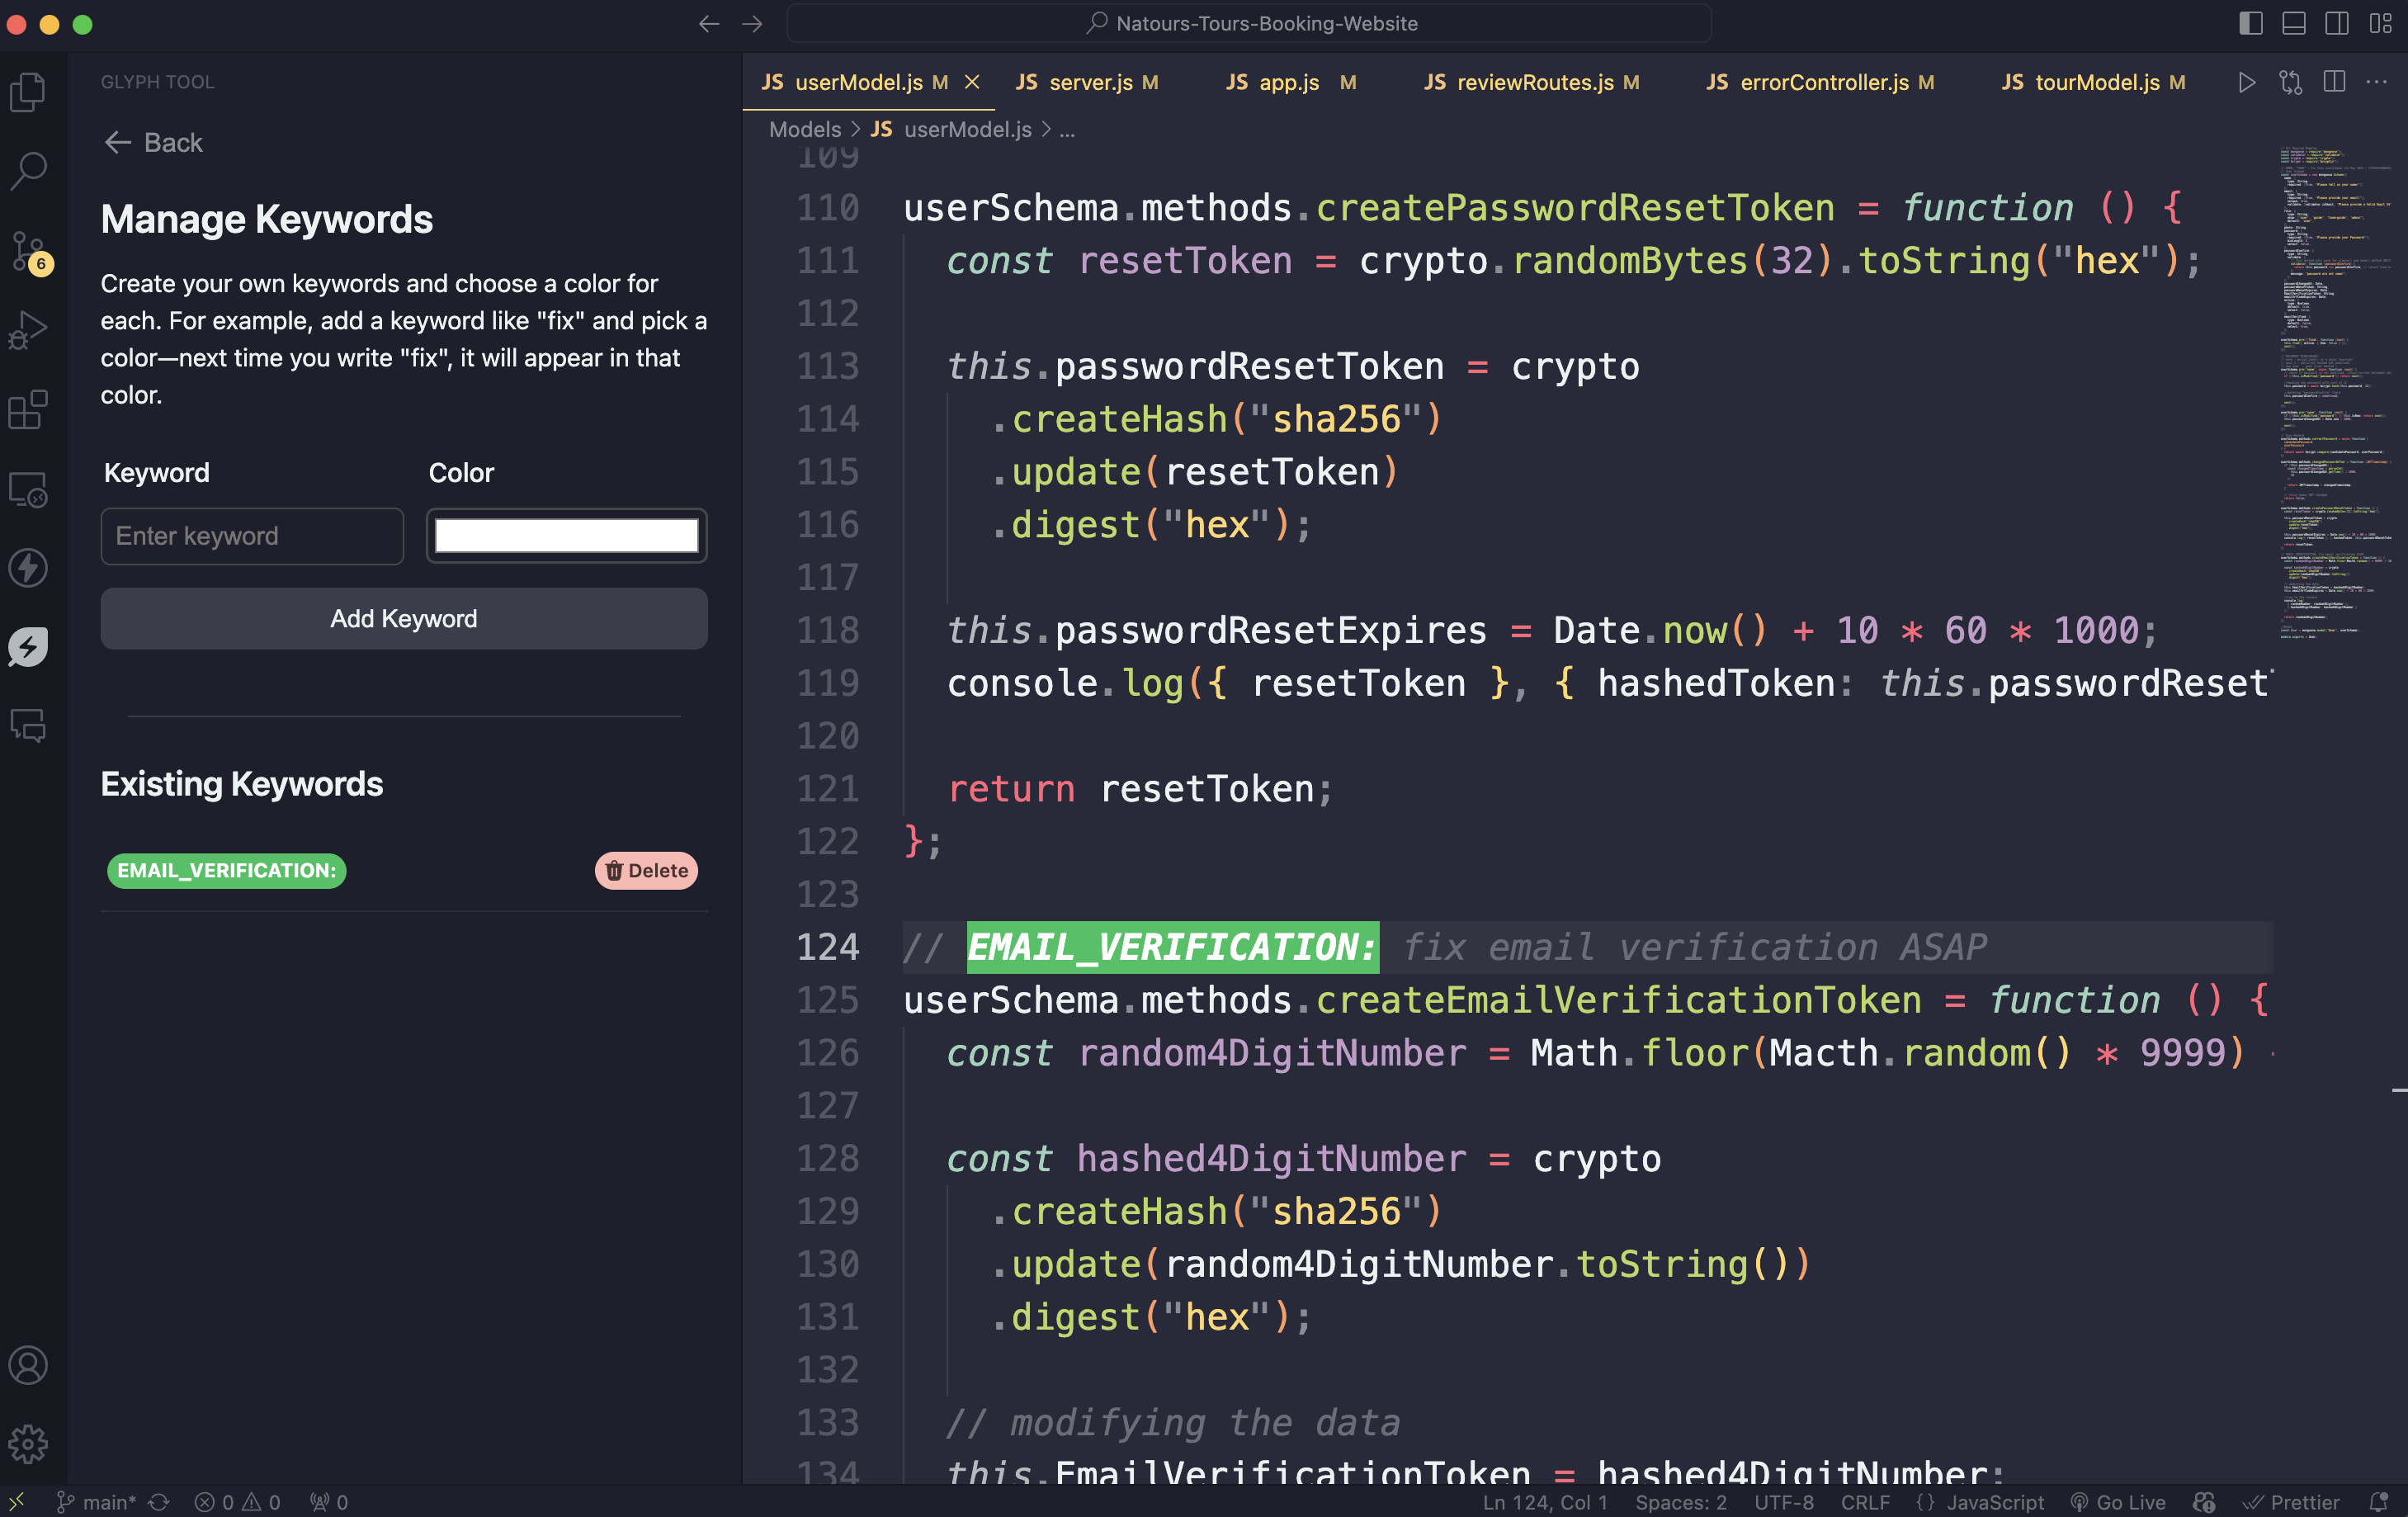 Natours-Tours-Booking-Website
GLYPH TOOL
Back
Manage Keywords
Create your own keywords and choose a color for
each. For example, add a keyword like "fix" and pick a
color—next time you write "fix", it will appear in that
color.
Keyword Color
Enter keyword
Add Keyword
Existing Keywords
EMAIL_VERIFICATION: Delete
6
JS userModel.js M JS server.js M JS app.js M JS reviewRoutes.js M JS errorController.js M JS tourModel.js M ...
Models > JS userModel.js > ...
109
110 userSchema.methods.createPasswordResetToken = function () {
111 const resetToken = crypto.randomBytes(32).toString("hex");
112
113 this.passwordResetToken = crypto
114 .createHash("sha256")
115 .update(resetToken)
116 .digest("hex");
117
118 this.passwordResetExpires = Date.now() + 10 * 60 * 1000;
119 console.log({ resetToken }, { hashedToken: this.passwordReset
120
121 return resetToken;
122 };
123
124 // EMAIL_VERIFICATION: fix email verification ASAP
125 userSchema.methods.createEmailVerificationToken = function () {
126 const random4DigitNumber = Math.floor(Macth.random() * 9999)
127
128 const hashed4DigitNumber = crypto
129 .createHash("sha256")
130 .update(random4DigitNumber.toString())
131 .digest("hex");
132
133 // modifying the data
134 this.EmailVerificationToken = hashed4DigitNumber;
main* 0 0 0 Ln 124, Col 1 Spaces: 2 UTF-8 CRLF {} JavaScript Go Live Prettier